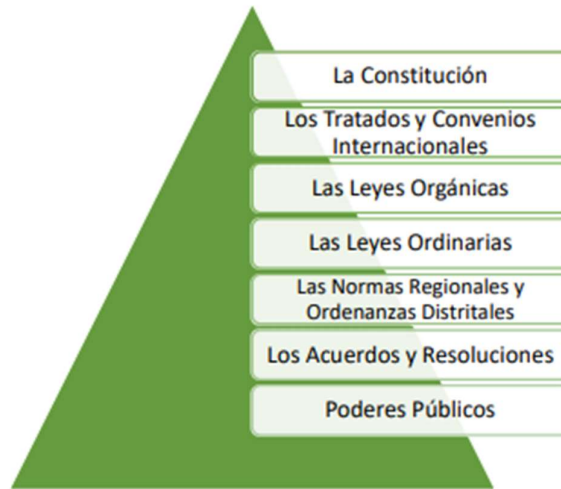 La Constitución
Los Tratados y Convenios
Internacionales
Las Leyes Orgánicas
Las Leyes Ordinarias
Las Normas Regionales y
Ordenanzas Distritales
Los Acuerdos y Resoluciones
Poderes Públicos